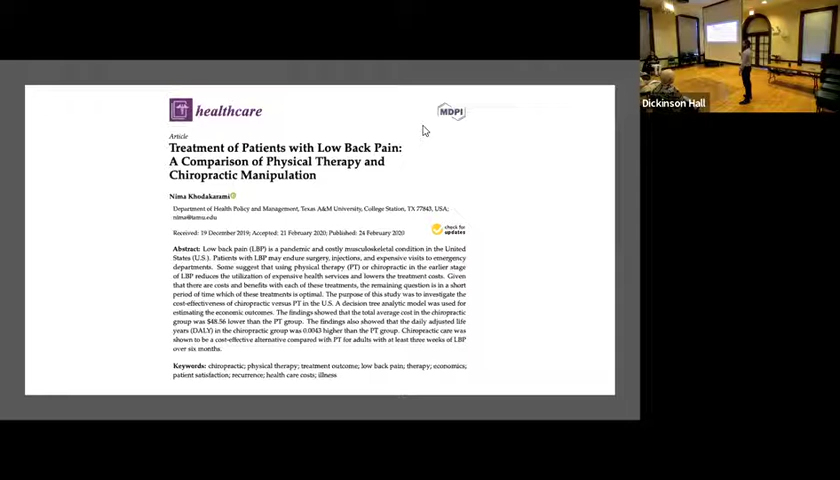 healthcare
MDPI
Article
Treatment of Patients with Low Back Pain:
A Comparison of Physical Therapy and
Chiropractic Manipulation
Nima Khodakarami
Department of Health Policy and Management, Texas A&M University, College Station, TX 77843, USA;
nima@tamu.edu
Received: 19 December 2019; Accepted: 21 February 2020; Published: 24 February 2020
check for
updates
Abstract: Low back pain (LBP) is a pandemic and costly musculoskeletal condition in the United
States (U.S.). Patients with LBP may endure surgery, injections, and expensive visits to emergency
departments. Some suggest that using physical therapy (PT) or chiropractic in the earlier stage
of LBP reduces the utilization of expensive health services and lowers the treatment costs. Given
that there are costs and benefits with each of these treatments, the remaining question is in a short
period of time which of these treatments is optimal. The purpose of this study was to investigate the
cost-effectiveness of chiropractic versus PT in the U.S. A decision tree analytic model was used for
estimating the economic outcomes. The findings showed that the total average cost in the chiropractic
group was $48.56 lower than the PT group. The findings also showed that the daily adjusted life
years (DALY) in the chiropractic group was 0.0043 higher than the PT group. Chiropractic care was
shown to be a cost-effective alternative compared with PT for adults with at least three weeks of LBP
over six months.
Keywords: chiropractic; physical therapy; treatment outcome; low back pain; therapy; economics;
patient satisfaction; recurrence; health care costs; illness
Dickinson Hall